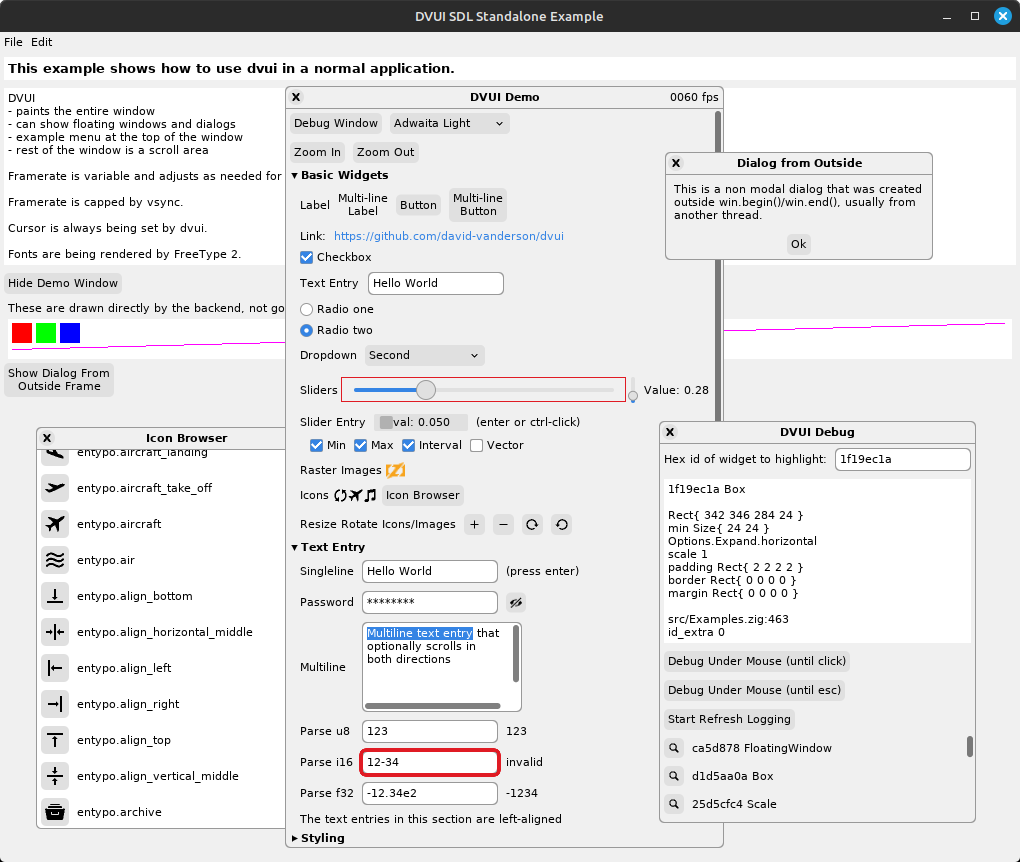 DVUI SDL Standalone Example
File Edit
This example shows how to use dvui in a normal application.
DVUI
- paints the entire window
- can show floating windows and dialogs
- example menu at the top of the window
- rest of the window is a scroll area
Framerate is variable and adjusts as needed for
Framerate is capped by vsync.
Cursor is always being set by dvui.
Fonts are being rendered by FreeType 2.
Hide Demo Window
These are drawn directly by the backend, not go
Show Dialog From
Outside Frame
Icon Browser
entypo.aircraft_landing
entypo.aircraft_take_off
entypo.aircraft
entypo.air
entypo.align_bottom
entypo.align_horizontal_middle
entypo.align_left
entypo.align_right
entypo.align_top
entypo.align_vertical_middle
entypo.archive
DVUI Demo 0060 fps
Debug Window Adwaita Light
Zoom In Zoom Out
Basic Widgets
Label Multi-line Label Button Multi-line Button
Link: https://github.com/david-vanderson/dvui
Checkbox
Text Entry Hello World
Radio one
Radio two
Dropdown Second
Sliders Value: 0.28
Slider Entry val: 0.050 (enter or ctrl-click)
Min Max Interval Vector
Raster Images
Icons Icon Browser
Resize Rotate Icons/Images
Text Entry
Singleline Hello World (press enter)
Password ********
Multiline Multiline text entry that
optionally scrolls in
both directions
Parse u8 123 123
Parse i16 12-34 invalid
Parse f32 -12.34e2 -1234
The text entries in this section are left-aligned
Styling
Dialog from Outside
This is a non modal dialog that was created
outside win.begin()/win.end(), usually from
another thread.
Ok
DVUI Debug
Hex id of widget to highlight: 1f19ec1a
1f19ec1a Box
Rect{ 342 346 284 24 }
min Size{ 24 24 }
Options.Expand.horizontal
scale 1
padding Rect{ 2 2 2 2 }
border Rect{ 0 0 0 0 }
margin Rect{ 0 0 0 0 }
src/Examples.zig:463
id_extra 0
Debug Under Mouse (until click)
Debug Under Mouse (until esc)
Start Refresh Logging
ca5d878 FloatingWindow
d1d5aa0a Box
25d5cfc4 Scale